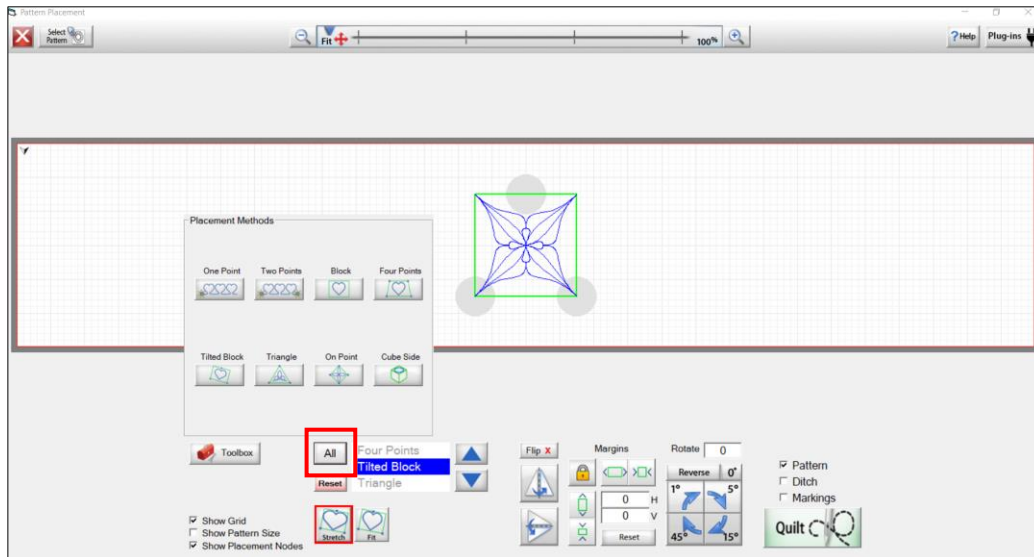 Pattern Placement
Select
Pattern
Fit
100%
?Help
Plug-ins
Placement Methods
One Point Two Points Block Four Points
Tilted Block Triangle On Point Cube Side
Toolbox
All
Reset
Four Points
Tilted Block
Triangle
Show Grid
Show Pattern Size
Show Placement Nodes
Stretch
Fit
Flip X
Margins
0 H
0 V
Reset
Rotate 0
Reverse 0°
1° 5°
45° 15°
Pattern
Ditch
Markings
Quilt